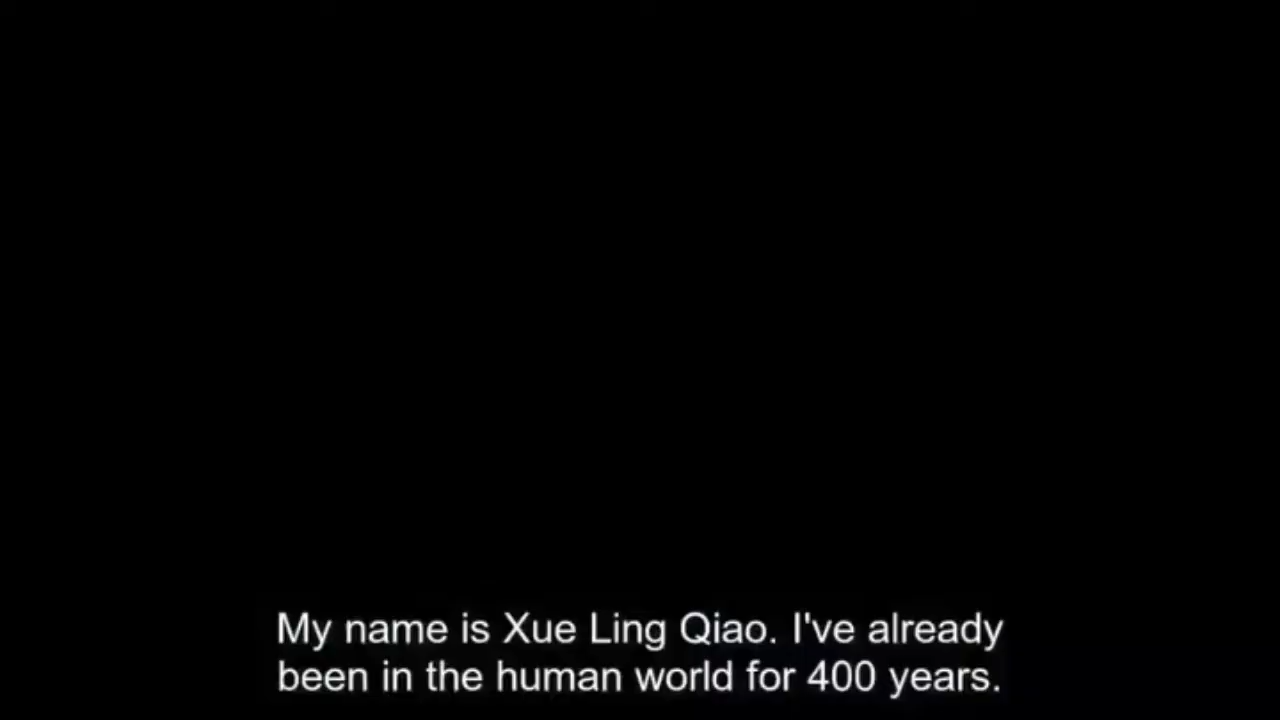 My name is Xue Ling Qiao. I've already
been in the human world for 400 years.